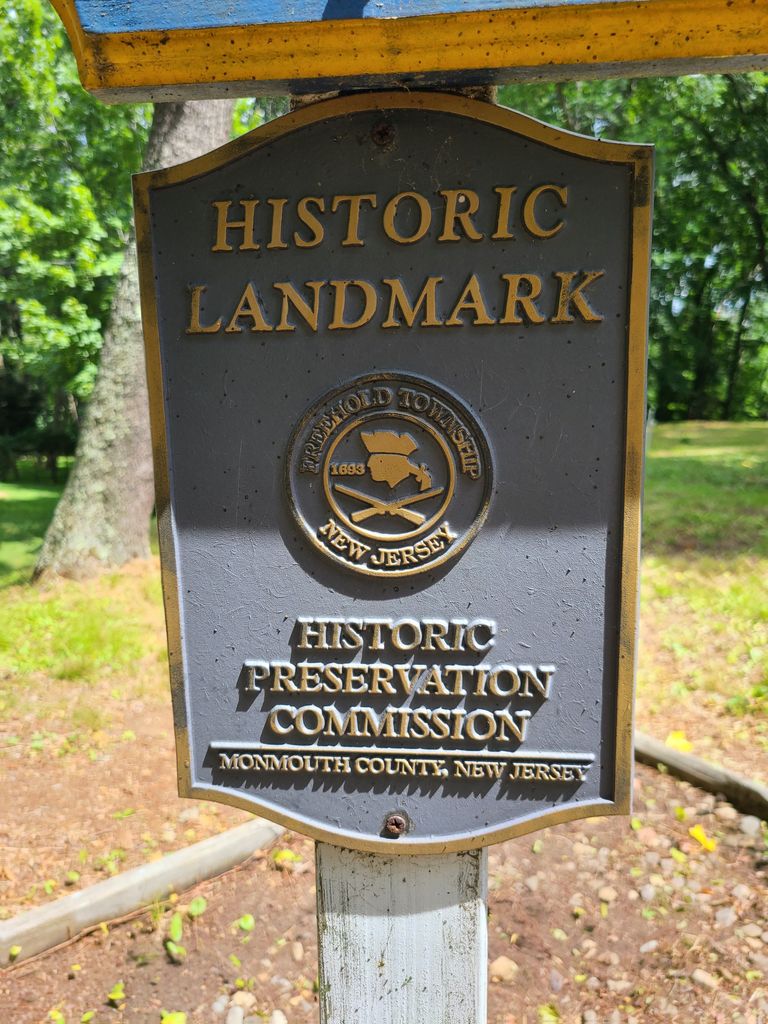 HISTORIC
LANDMARK
FREEHOLD TOWNSHIP
1693
NEW JERSEY
HISTORIC
PRESERVATION
COMMISSION
MONMOUTH COUNTY, NEW JERSEY